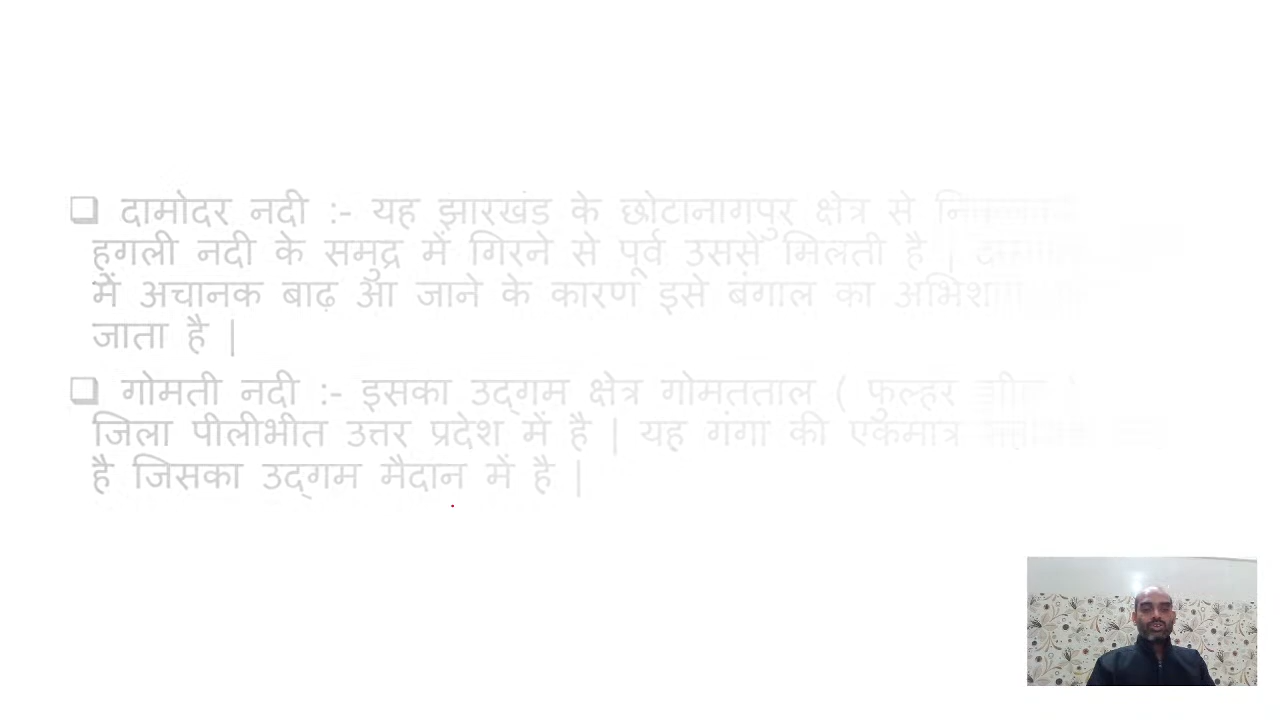 ❑ दामोदर नदी :- यह झारखंड के छोटानागपुर क्षेत्र से
हुगली नदी के समुद्र में गिरने से पूर्व उससे मिलती है |
में अचानक बाढ़ आ जाने के कारण इसे बंगाल का
जाता है |
❑ गोमती नदी :- इसका उद्गम क्षेत्र गोमतताल ( फुल्हर झील
जिला पीलीभीत उत्तर प्रदेश में है | यह गंगा की एकमात्र
है जिसका उद्गम मैदान में है |